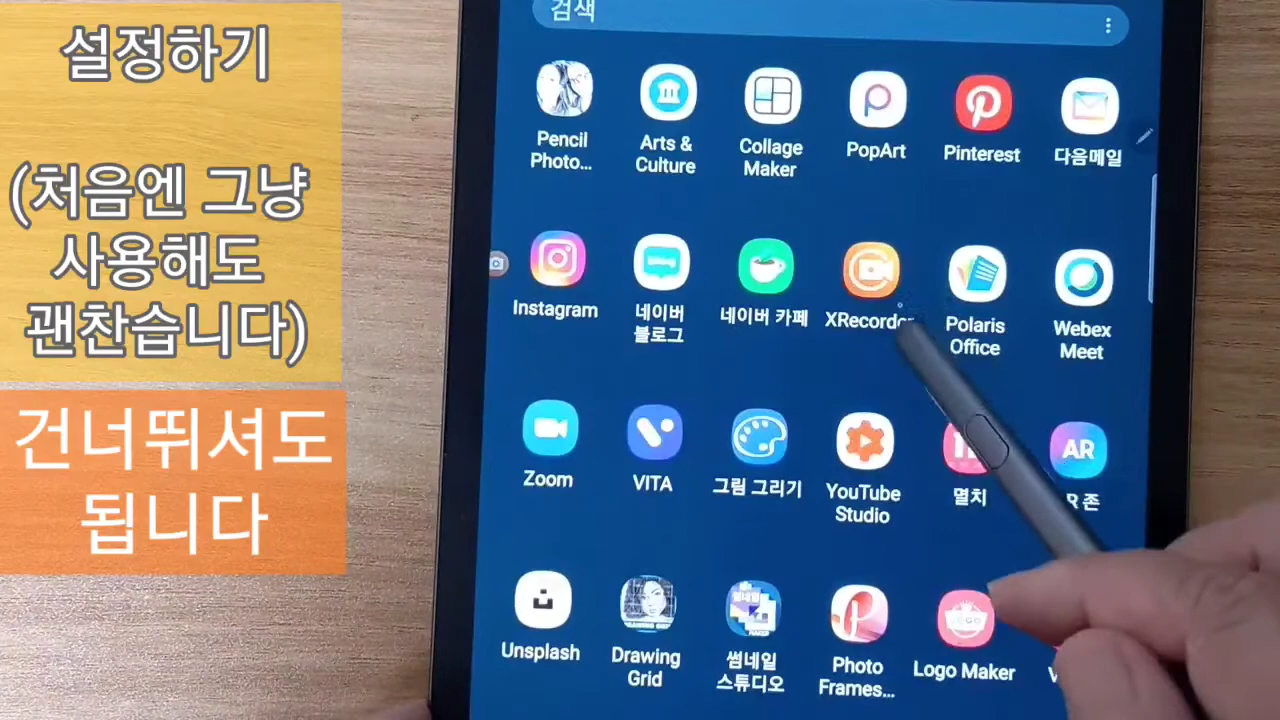 설정하기
(처음엔 그냥
사용해도
괜찮습니다)
건너뛰셔도
됩니다
검색
Pencil
Photo...
Arts &
Culture
Collage
Maker
PopArt
Pinterest
다음메일
Instagram
네이버
블로그
네이버 카페
XRecorder
Polaris
Office
Webex
Meet
Zoom
VITA
그림 그리기
YouTube
Studio
멸치
AR
존
Unsplash
Drawing
Grid
썸네일
스튜디오
Photo
Frames...
LOGO
Logo Maker